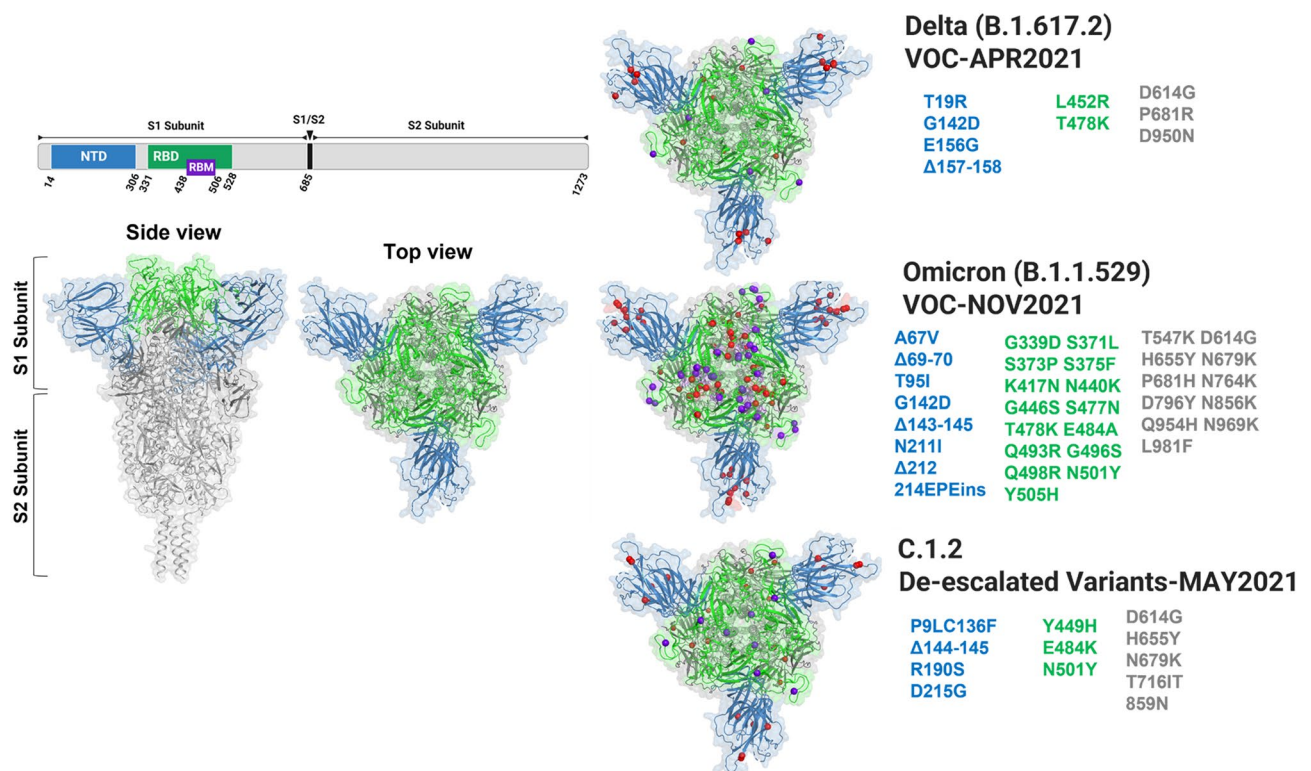 S1 Subunit
S1/S2
S2 Subunit
NTD
RBD
RBM
14
306
331
438
506
528
685
1273
Side view
Top view
S1 Subunit
S2 Subunit
Delta (B.1.617.2)
VOC-APR2021
T19R
G142D
E156G
Δ157-158
L452R
T478K
D614G
P681R
D950N
Omicron (B.1.1.529)
VOC-NOV2021
A67V
Δ69-70
T95I
G142D
Δ143-145
N211I
Δ212
214EPEins
G339D S371L
S373P S375F
K417N N440K
G446S S477N
T478K E484A
Q493R G496S
Q498R N501Y
Y505H
T547K D614G
H655Y N679K
P681H N764K
D796Y N856K
Q954H N969K
L981F
C.1.2
De-escalated Variants-MAY2021
P9LC136F
Δ144-145
R190S
D215G
Y449H
E484K
N501Y
D614G
H655Y
N679K
T716IT
859N